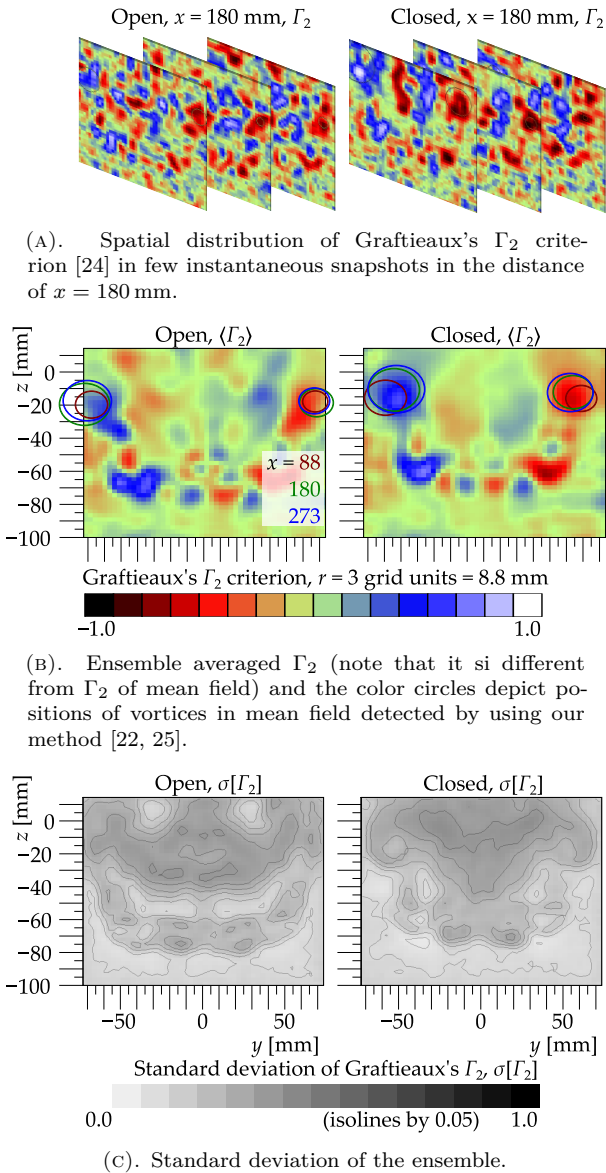 Open, x = 180 mm, Γ₂
Closed, x = 180 mm, Γ₂
(A). Spatial distribution of Graftieaux's Γ₂ crite-
rion [24] in few instantaneous snapshots in the distance
of x = 180 mm.
Open, ⟨Γ₂⟩
Closed, ⟨Γ₂⟩
z [mm]
0
−20
−40
−60
−80
−100
x = 88
180
273
Graftieaux's Γ₂ criterion, r = 3 grid units = 8.8 mm
−1.0
1.0
(B). Ensemble averaged Γ₂ (note that it si different
from Γ₂ of mean field) and the color circles depict po-
sitions of vortices in mean field detected by using our
method [22, 25].
Open, σ[Γ₂]
Closed, σ[Γ₂]
z [mm]
0
−20
−40
−60
−80
−100
−50
0
50
−50
0
50
y [mm]
y [mm]
Standard deviation of Graftieaux's Γ₂, σ[Γ₂]
0.0
(isolines by 0.05)
1.0
(C). Standard deviation of the ensemble.